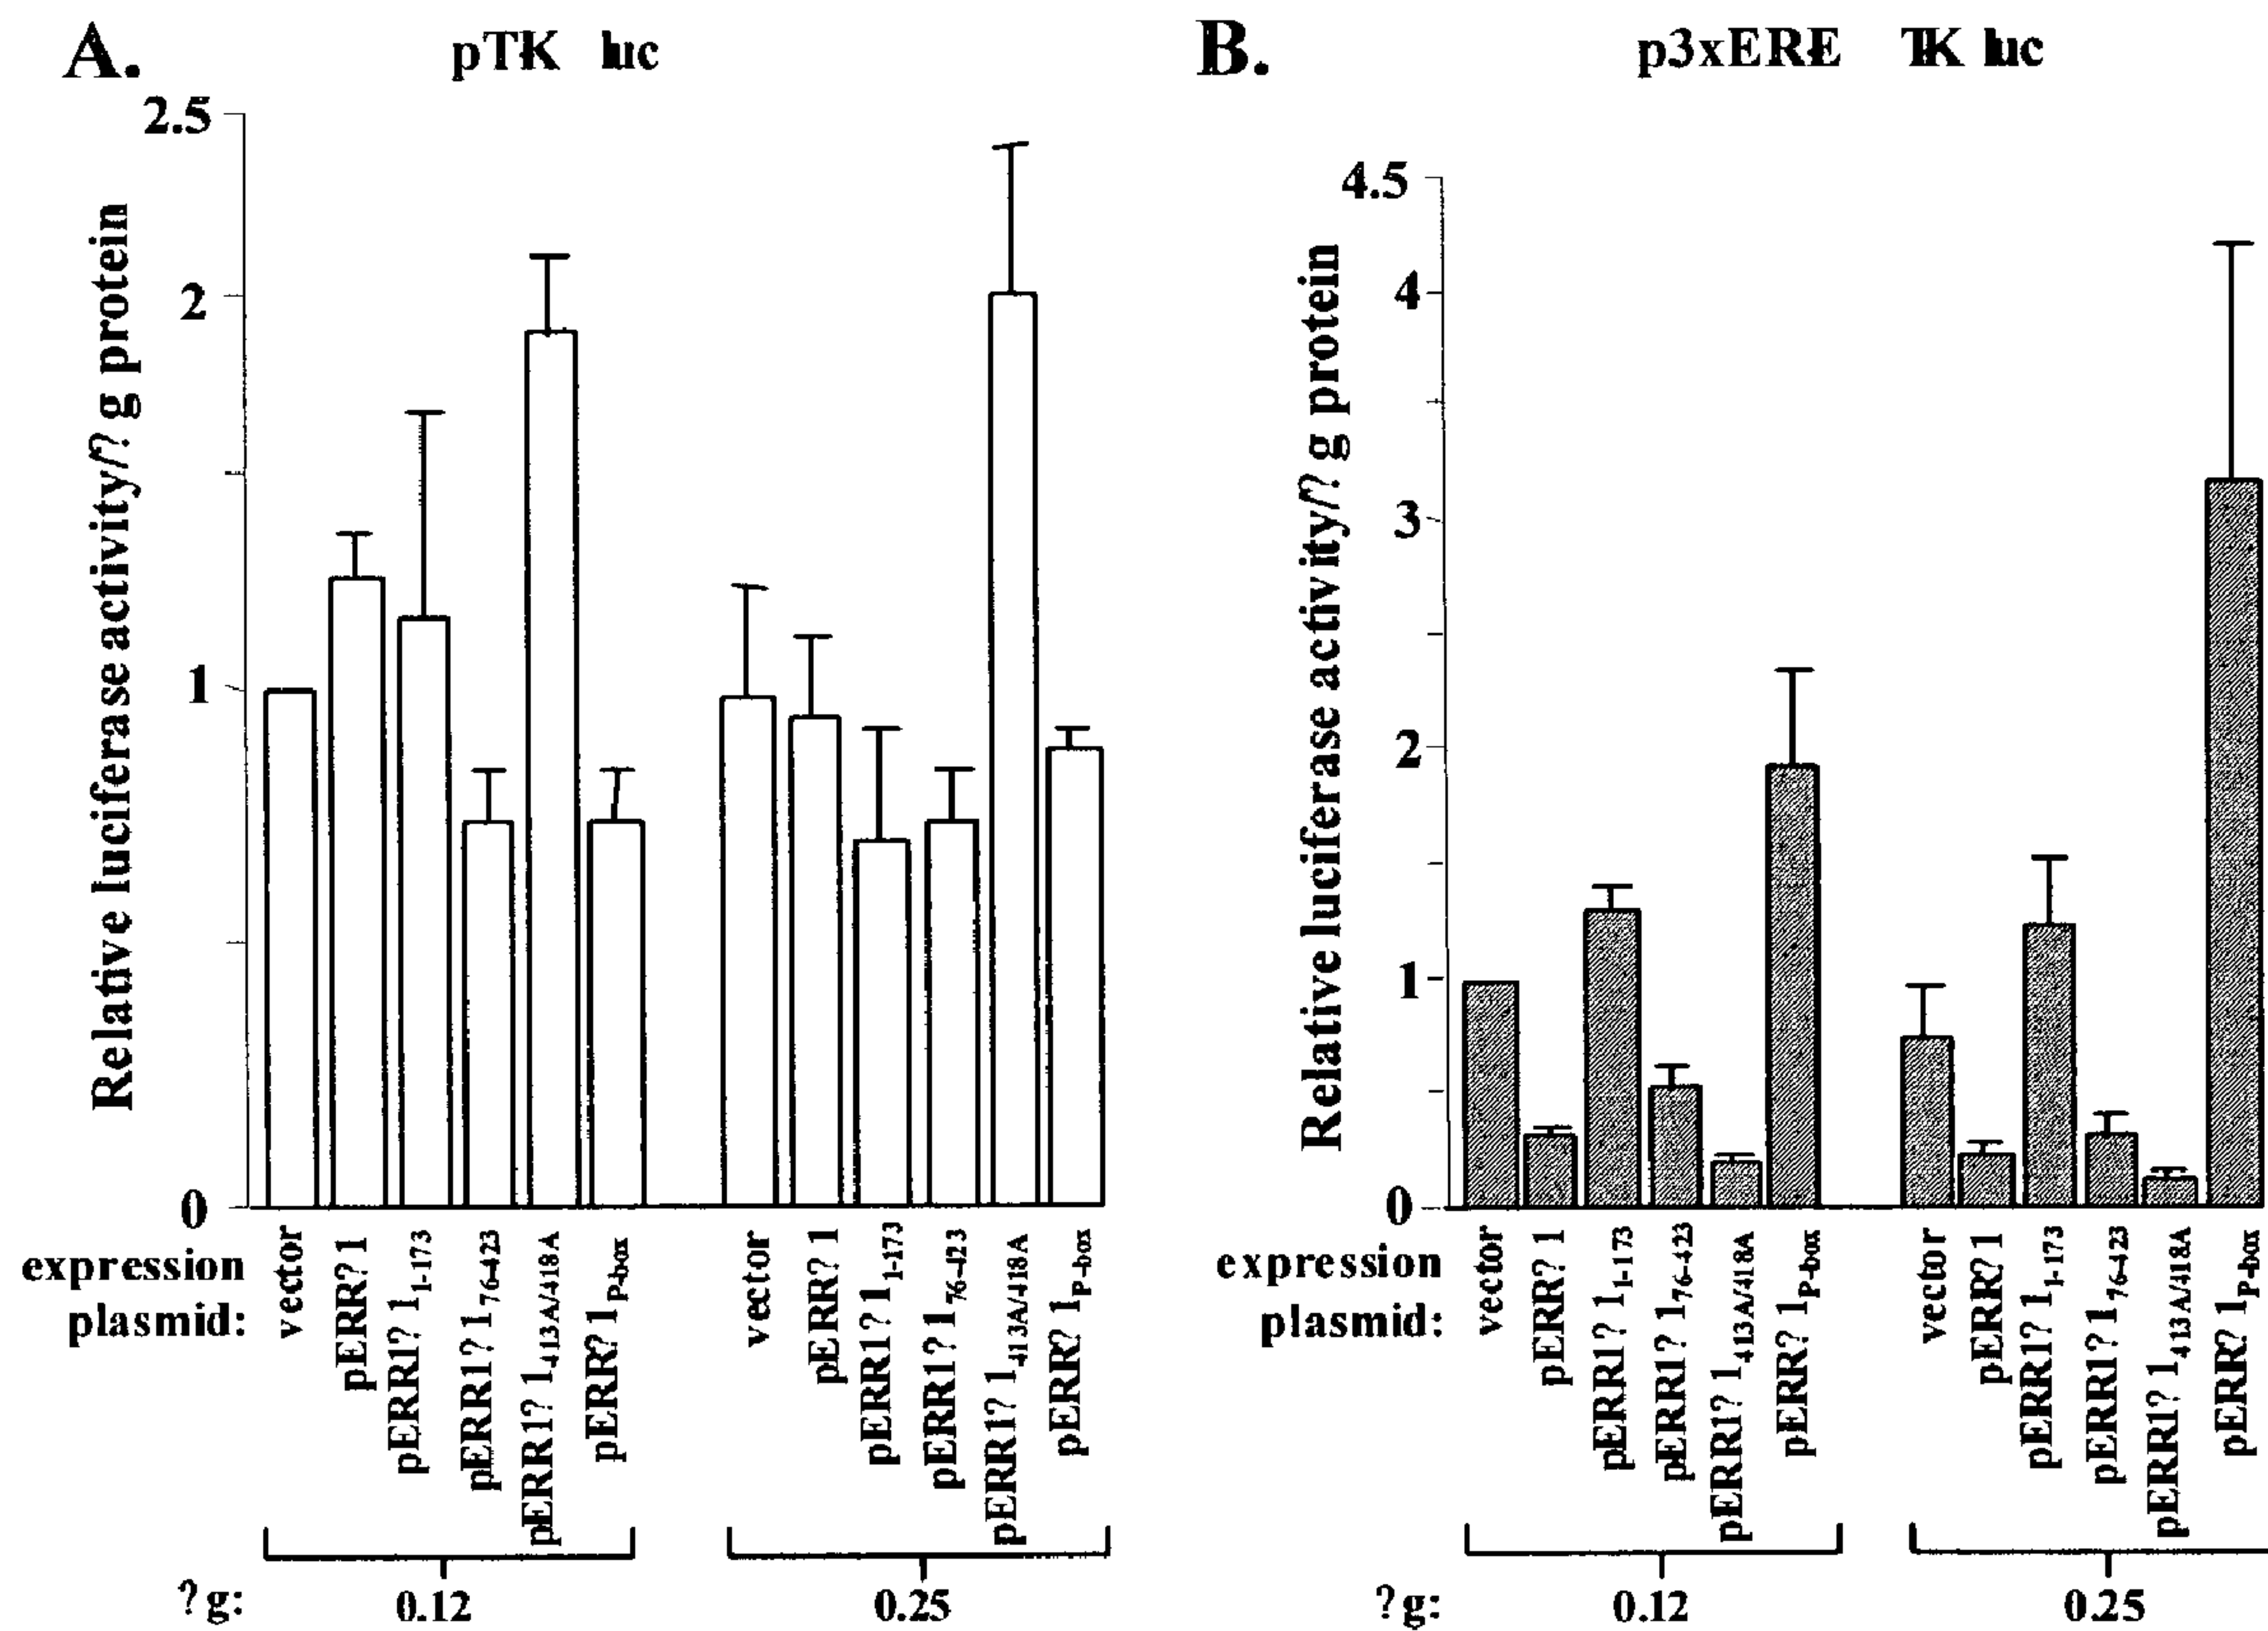 A.
pTK luc
2.5
2
1
0
Relative luciferase activity/? g protein
expression
plasmid:
vector
pERR? 1
pERR1? 1 1-173
pERR1? 1 76-423
pERR1? 1 413A/418A
pERR? 1 P-box
vector
pERR? 1
pERR1? 1 1-173
pERR1? 1 76-423
pERR1? 1 413A/418A
pERR? 1 P-box
? g:
0.12
0.25
B.
p3xERE TK luc
4.5
4
3
2
1
0
Relative luciferase activity/? g protein
expression
plasmid:
vector
pERR? 1
pERR1? 1 1-173
pERR1? 1 76-423
pERR1? 1 413A/418A
pERR? 1 P-box
vector
pERR? 1
pERR1? 1 1-173
pERR1? 1 76-423
pERR1? 1 413A/418A
pERR? 1 P-box
? g:
0.12
0.25